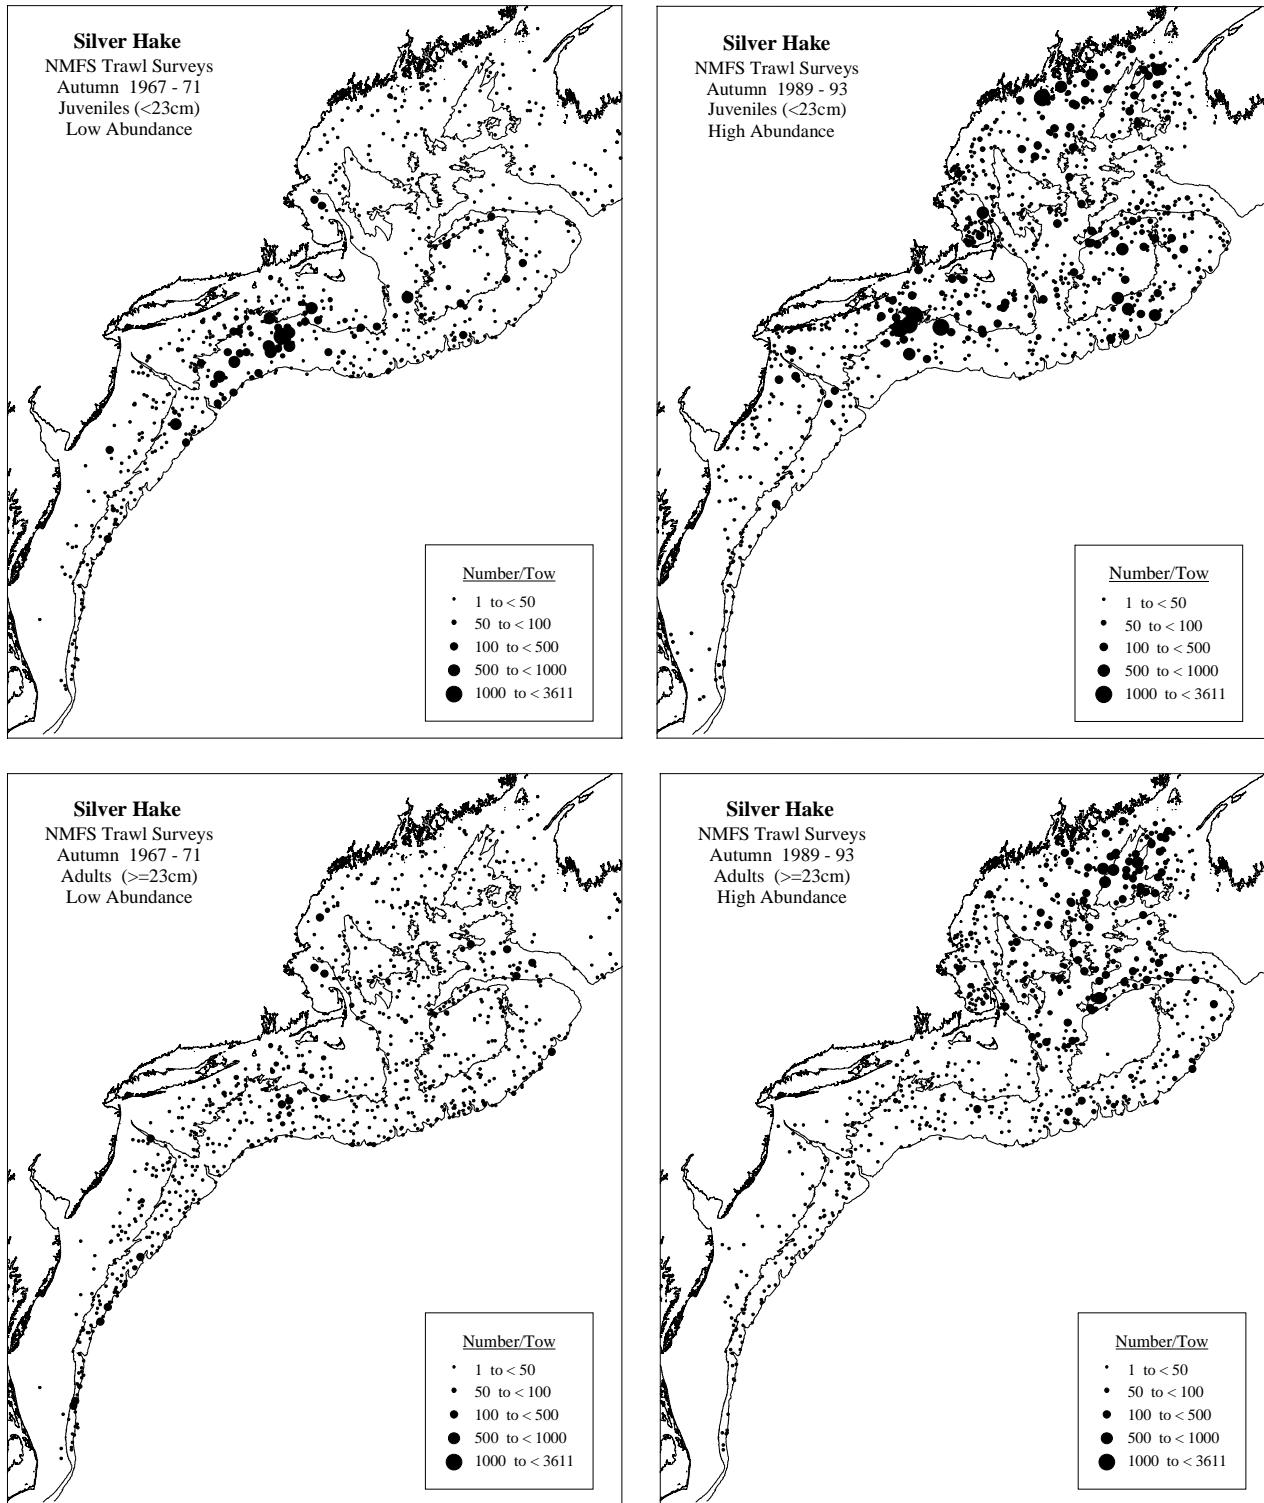 Silver Hake
NMFS Trawl Surveys
Autumn 1967 - 71
Juveniles (<23cm)
Low Abundance
Number/Tow
1 to < 50
50 to < 100
100 to < 500
500 to < 1000
1000 to < 3611
Silver Hake
NMFS Trawl Surveys
Autumn 1989 - 93
Juveniles (<23cm)
High Abundance
Number/Tow
1 to < 50
50 to < 100
100 to < 500
500 to < 1000
1000 to < 3611
Silver Hake
NMFS Trawl Surveys
Autumn 1967 - 71
Adults (>=23cm)
Low Abundance
Number/Tow
1 to < 50
50 to < 100
100 to < 500
500 to < 1000
1000 to < 3611
Silver Hake
NMFS Trawl Surveys
Autumn 1989 - 93
Adults (>=23cm)
High Abundance
Number/Tow
1 to < 50
50 to < 100
100 to < 500
500 to < 1000
1000 to < 3611